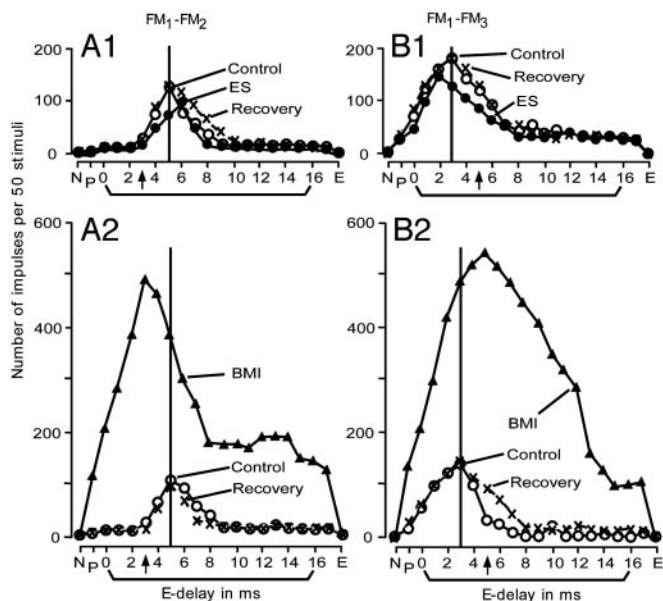 FM₁-FM₂
FM₁-FM₃
A1
B1
200
100
0
Control
ES
Recovery
Control
Recovery
ES
N P 0 2 4 6 8 10 12 14 16 E
N P 0 2 4 6 8 10 12 14 16 E
Number of impulses per 50 stimuli
A2
B2
600
400
200
0
BMI
Control
Recovery
BMI
Control
Recovery
N P 0 2 4 6 8 10 12 14 16 E
N P 0 2 4 6 8 10 12 14 16 E
E-delay in ms
E-delay in ms